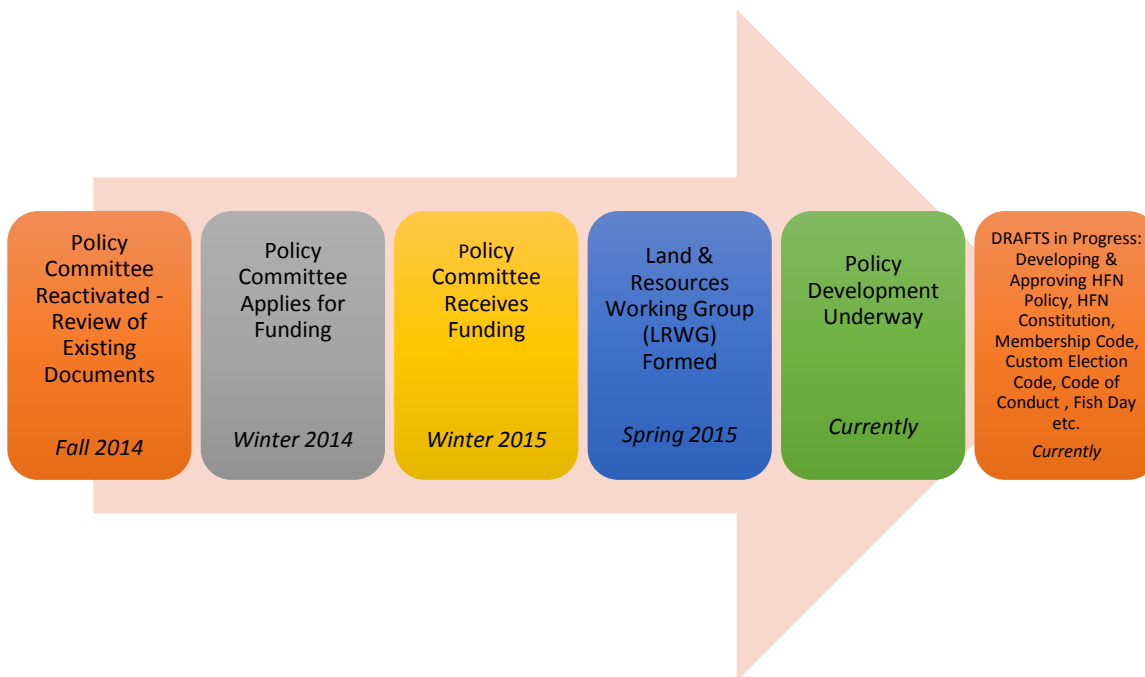 Policy
Committee
Reactivated -
Review of
Existing
Documents
Fall 2014
Policy
Committee
Applies for
Funding
Winter 2014
Policy
Committee
Receives
Funding
Winter 2015
Land &
Resources
Working Group
(LRWG)
Formed
Spring 2015
Policy
Development
Underway
Currently
DRAFTS in Progress:
Developing &
Approving HFN
Policy, HFN
Constitution,
Membership Code,
Custom Election
Code, Code of
Conduct , Fish Day
etc.
Currently